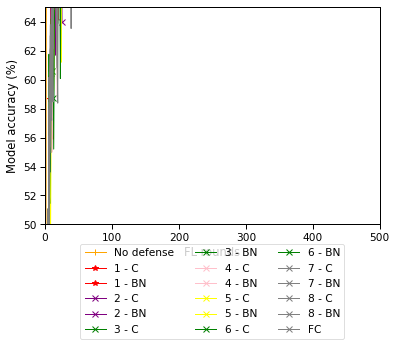 Model accuracy (%)
64
62
60
58
56
54
52
50
0 100 200 300 400 500
No defense
1 - C
1 - BN
2 - C
2 - BN
3 - C
3 - BN
4 - C
4 - BN
5 - C
5 - BN
6 - C
6 - BN
7 - C
7 - BN
8 - C
8 - BN
FC